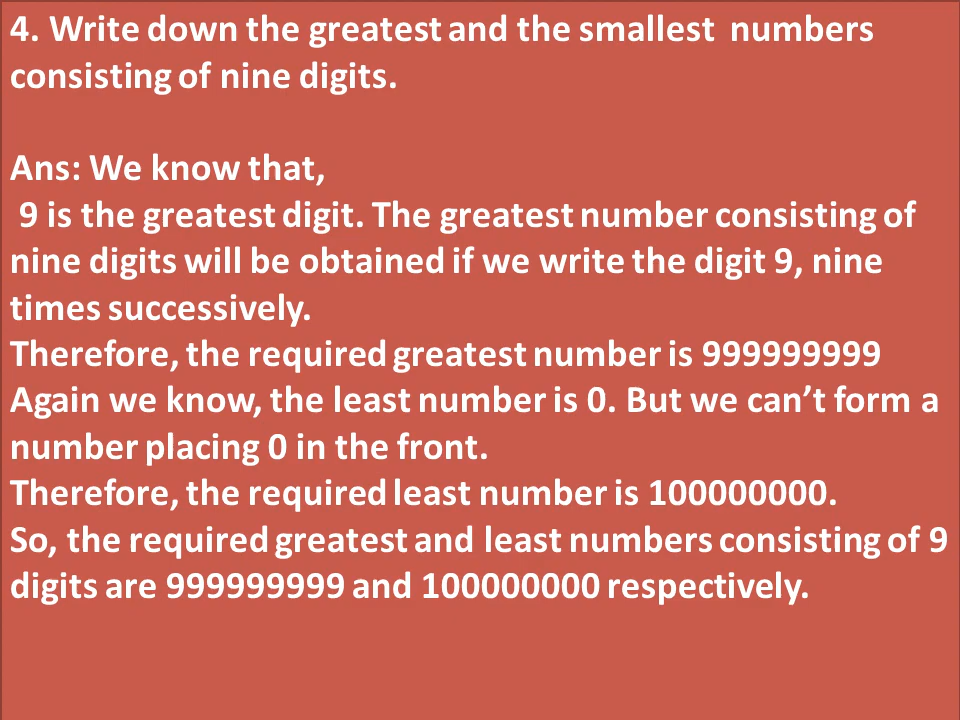 4. Write down the greatest and the smallest  numbers
consisting of nine digits.
Ans: We know that,
9 is the greatest digit. The greatest number consisting of
nine digits will be obtained if we write the digit 9, nine
times successively.
Therefore, the required greatest number is 999999999
Again we know, the least number is 0. But we can’t form a
number placing 0 in the front.
Therefore, the required least number is 100000000.
So, the required greatest and least numbers consisting of 9
digits are 999999999 and 100000000 respectively.